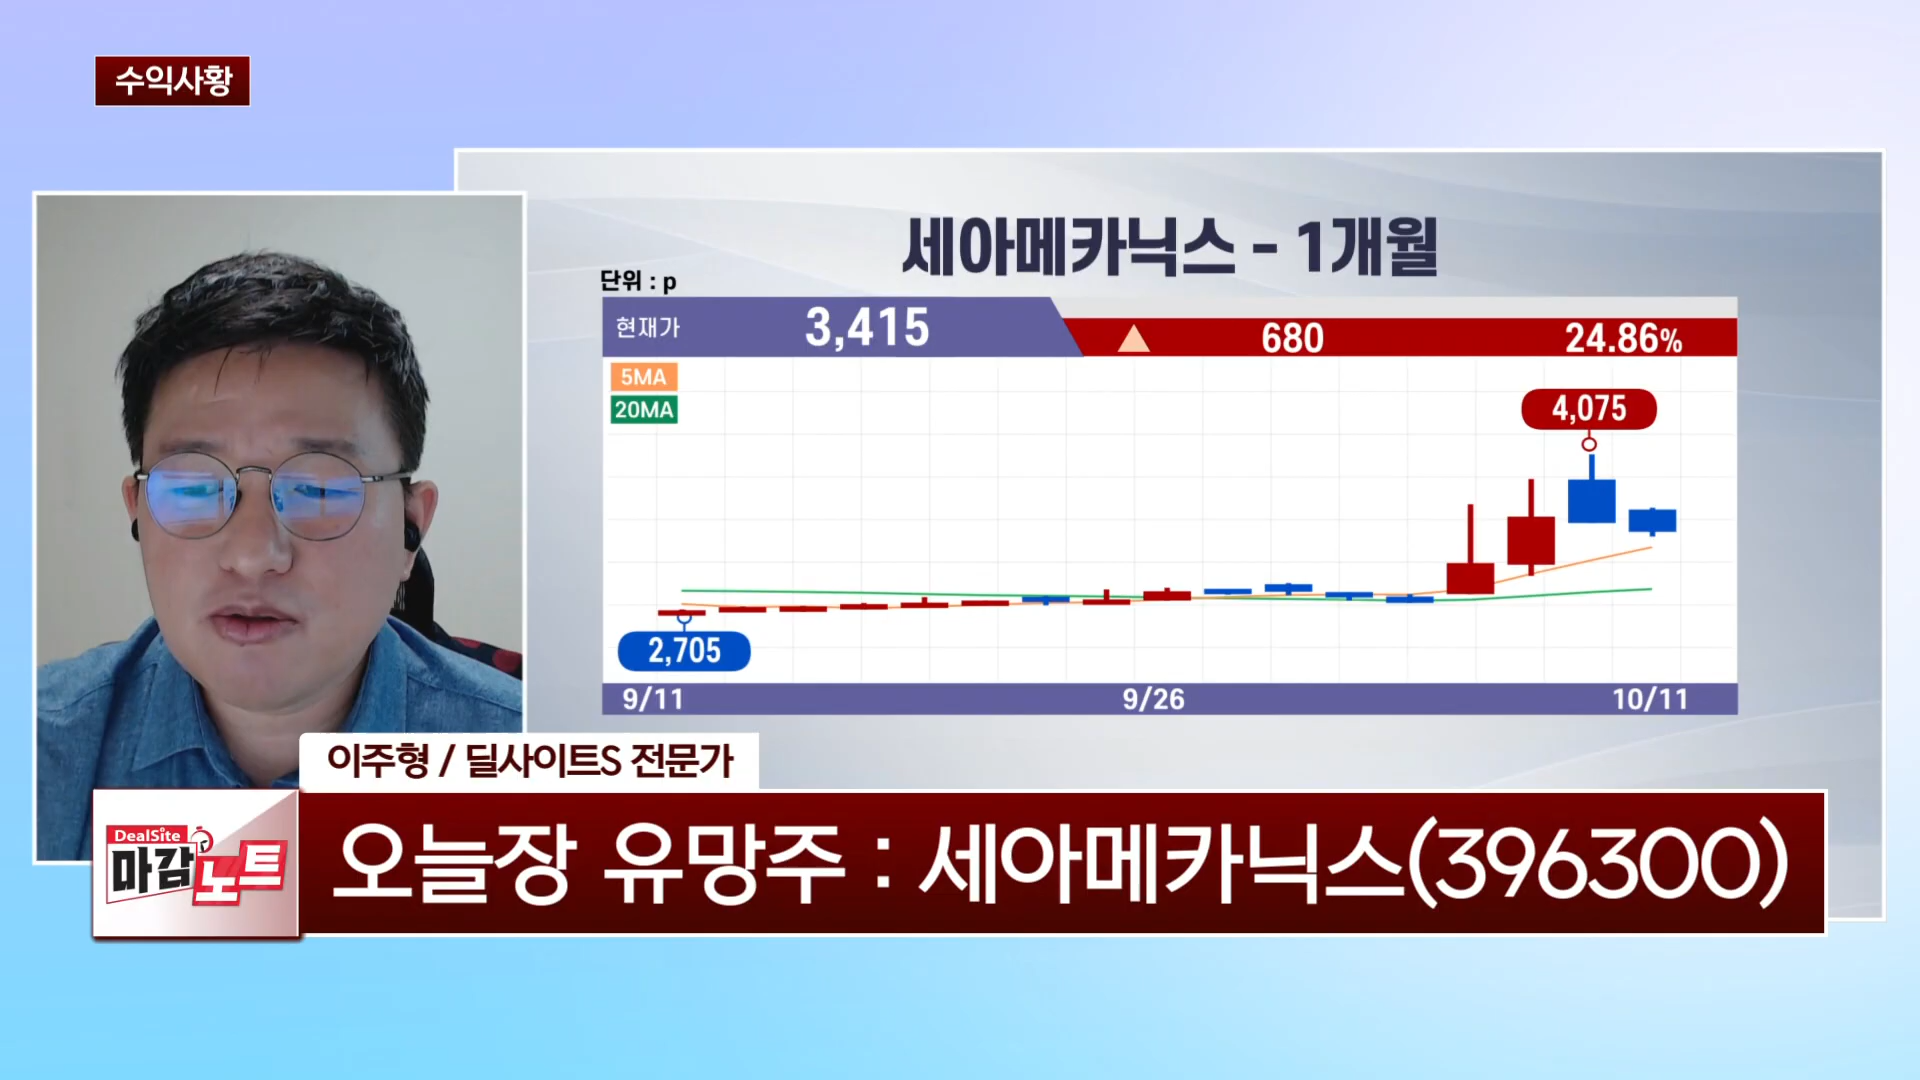 수익사황
세아메카닉스 - 1개월
단위 : p
현재가 3,415 680 24.86%
5MA
20MA
4,075
2,705
9/11 9/26 10/11
이주형 / 딜사이트S 전문가
DealSite
마감노트
오늘장 유망주 : 세아메카닉스(396300)